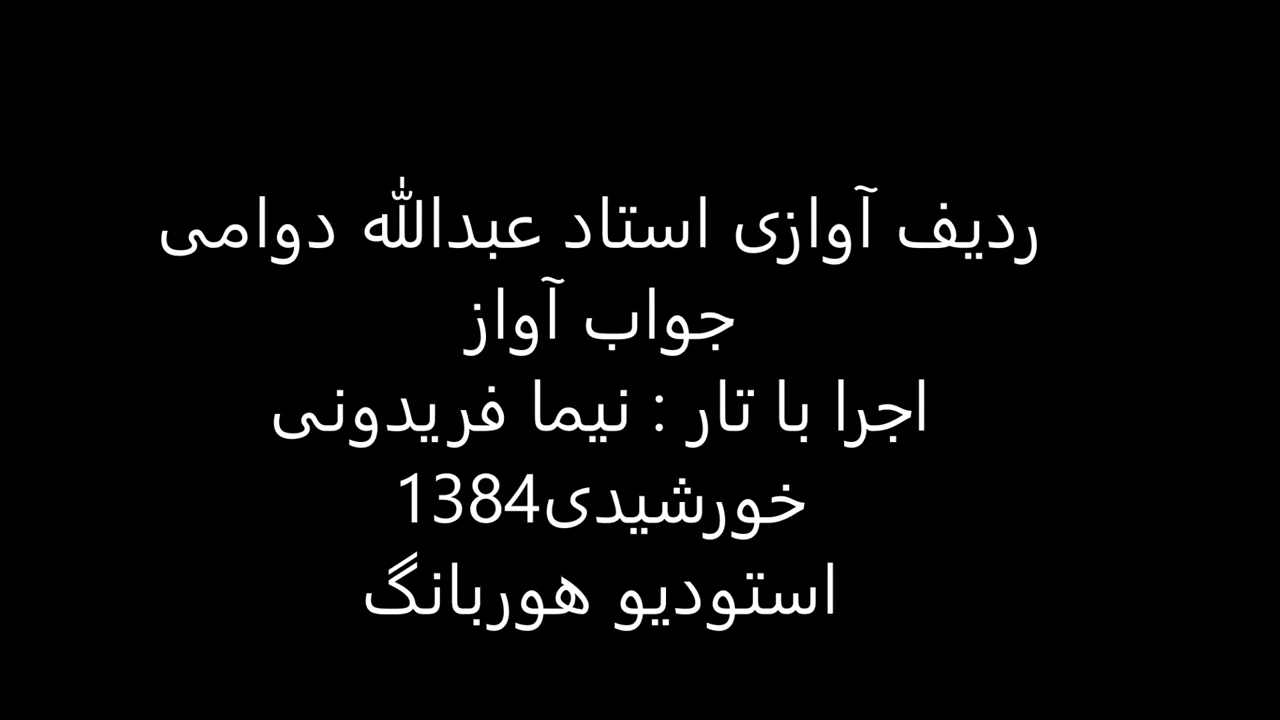 ردیف آوازی استاد عبدالله دوامی
جواب آواز
اجرا با تار : نیما فریدونی
خورشیدی1384
استودیو هوربانگ